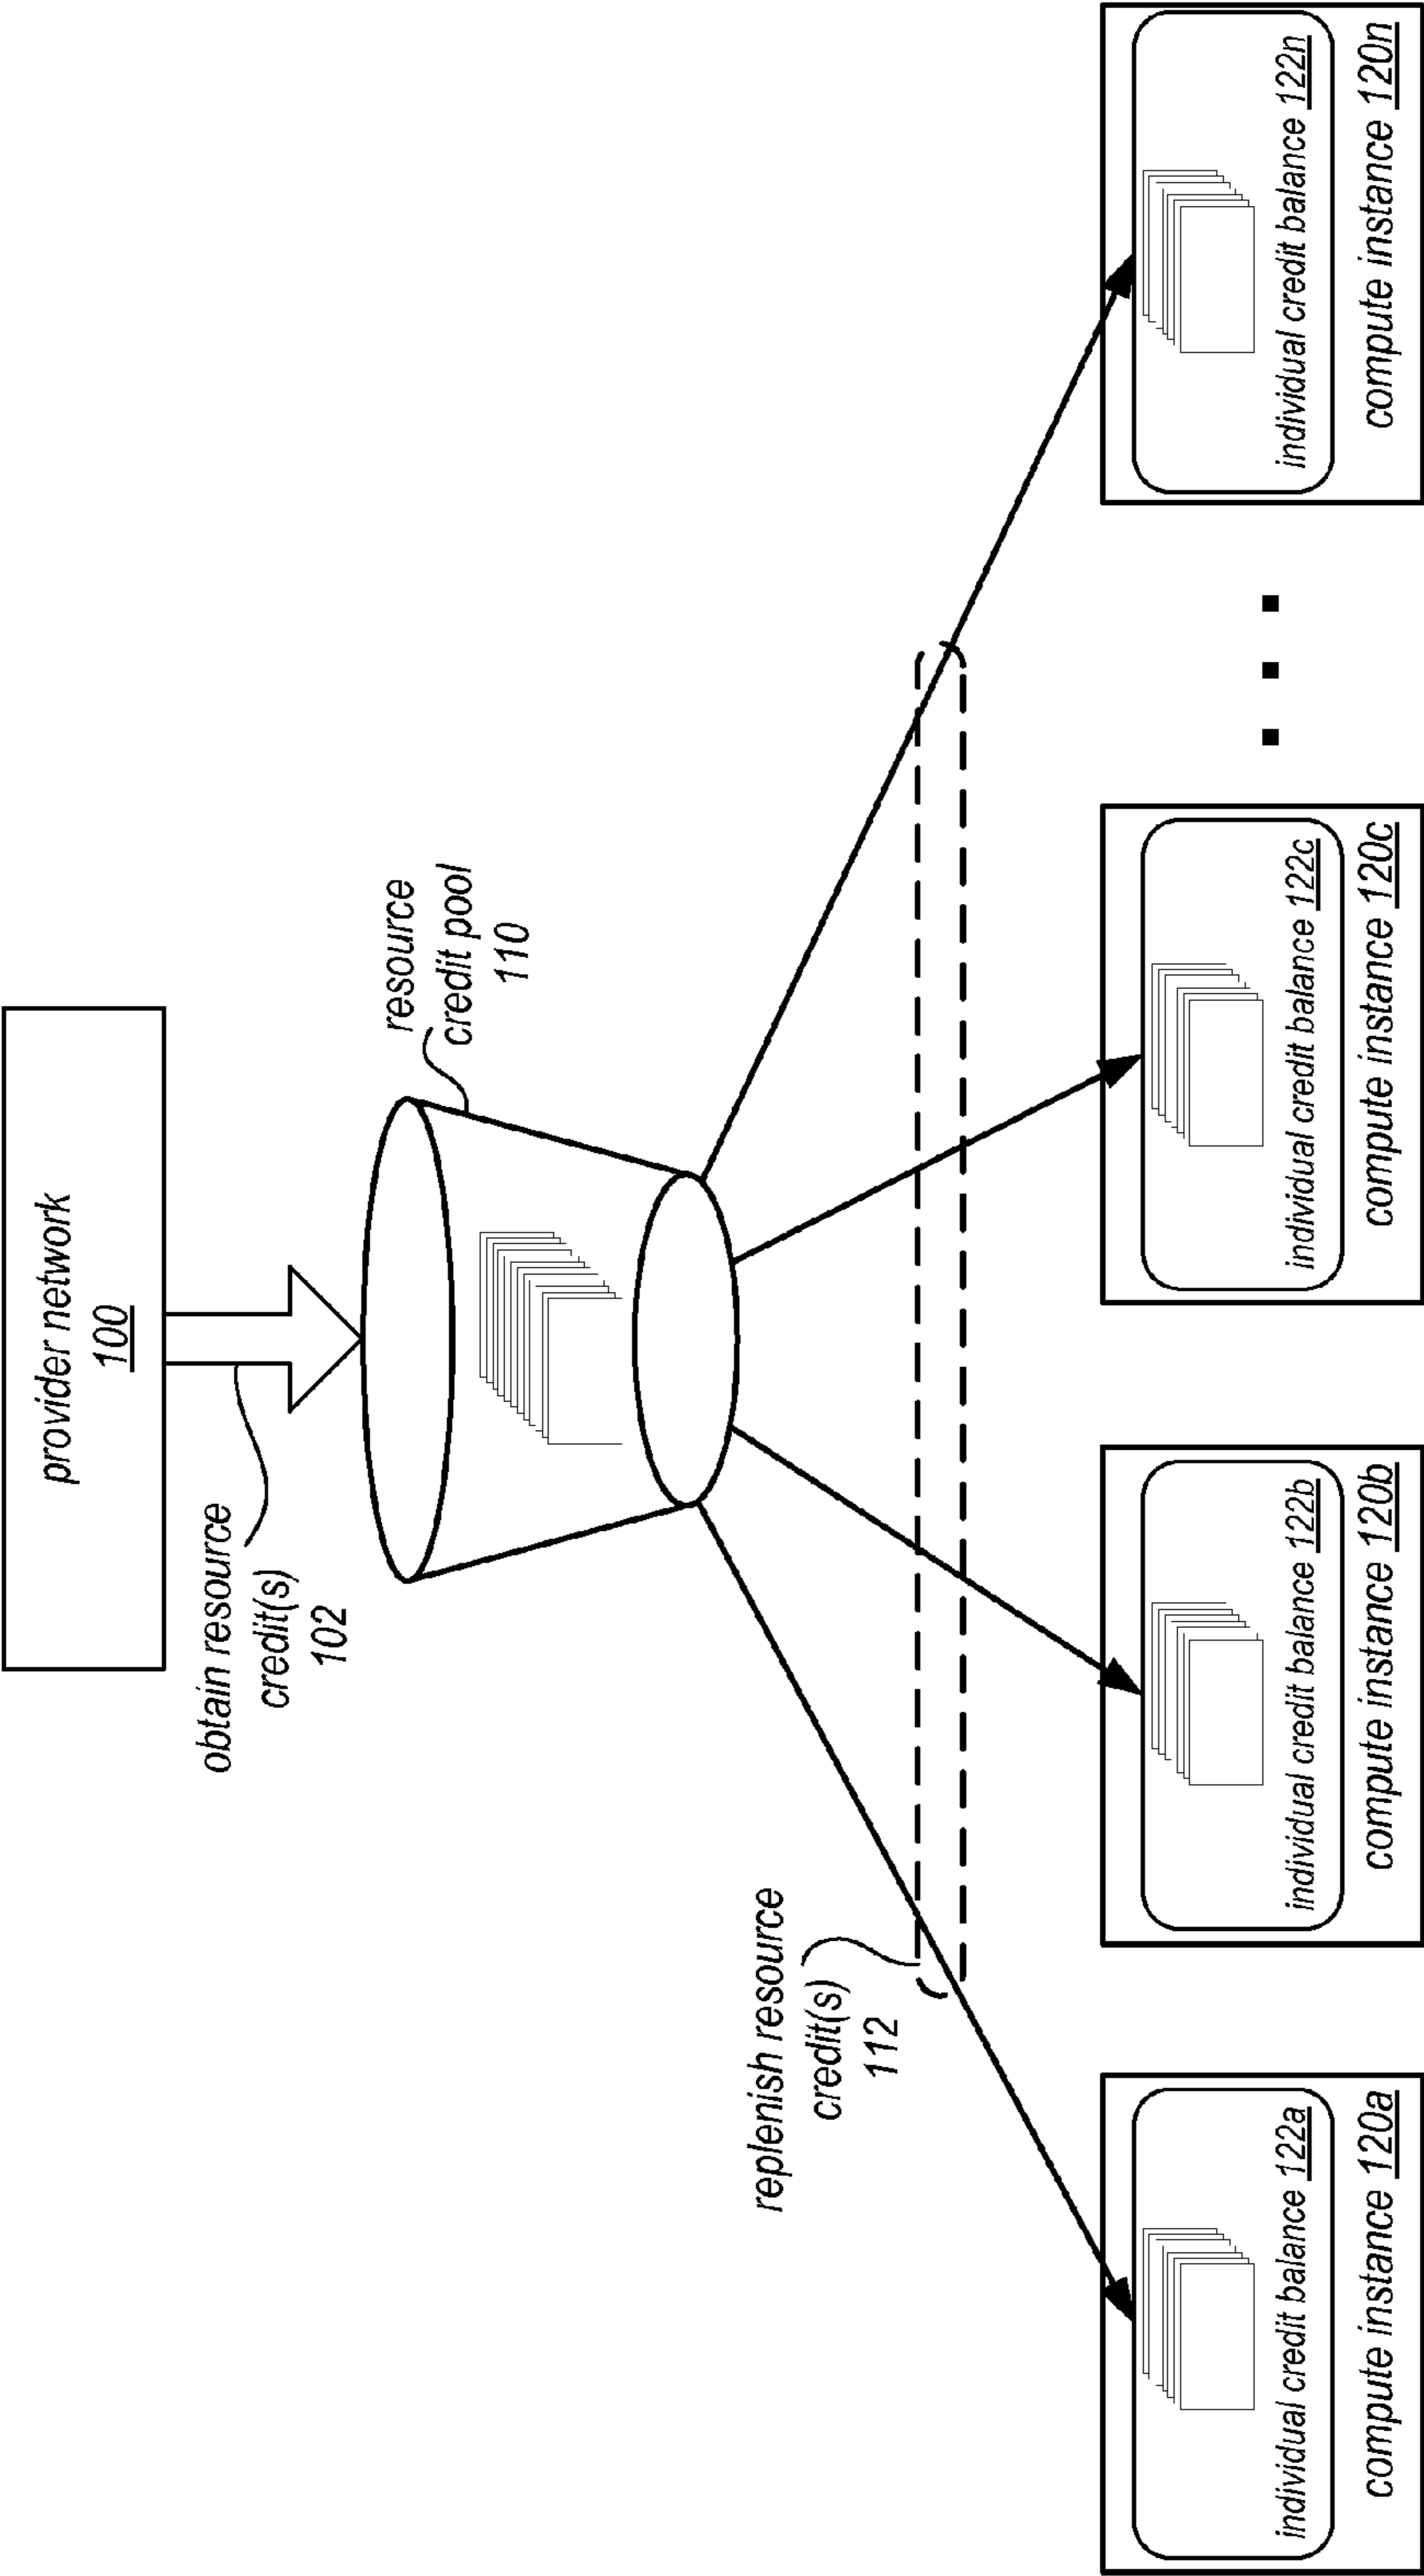 provider network
100
obtain resource
credit(s)
102
resource
credit pool
110
replenish resource
credit(s)
112
individual credit balance 122a
compute instance 120a
individual credit balance 122b
compute instance 120b
individual credit balance 122c
compute instance 120c
individual credit balance 122n
compute instance 120n